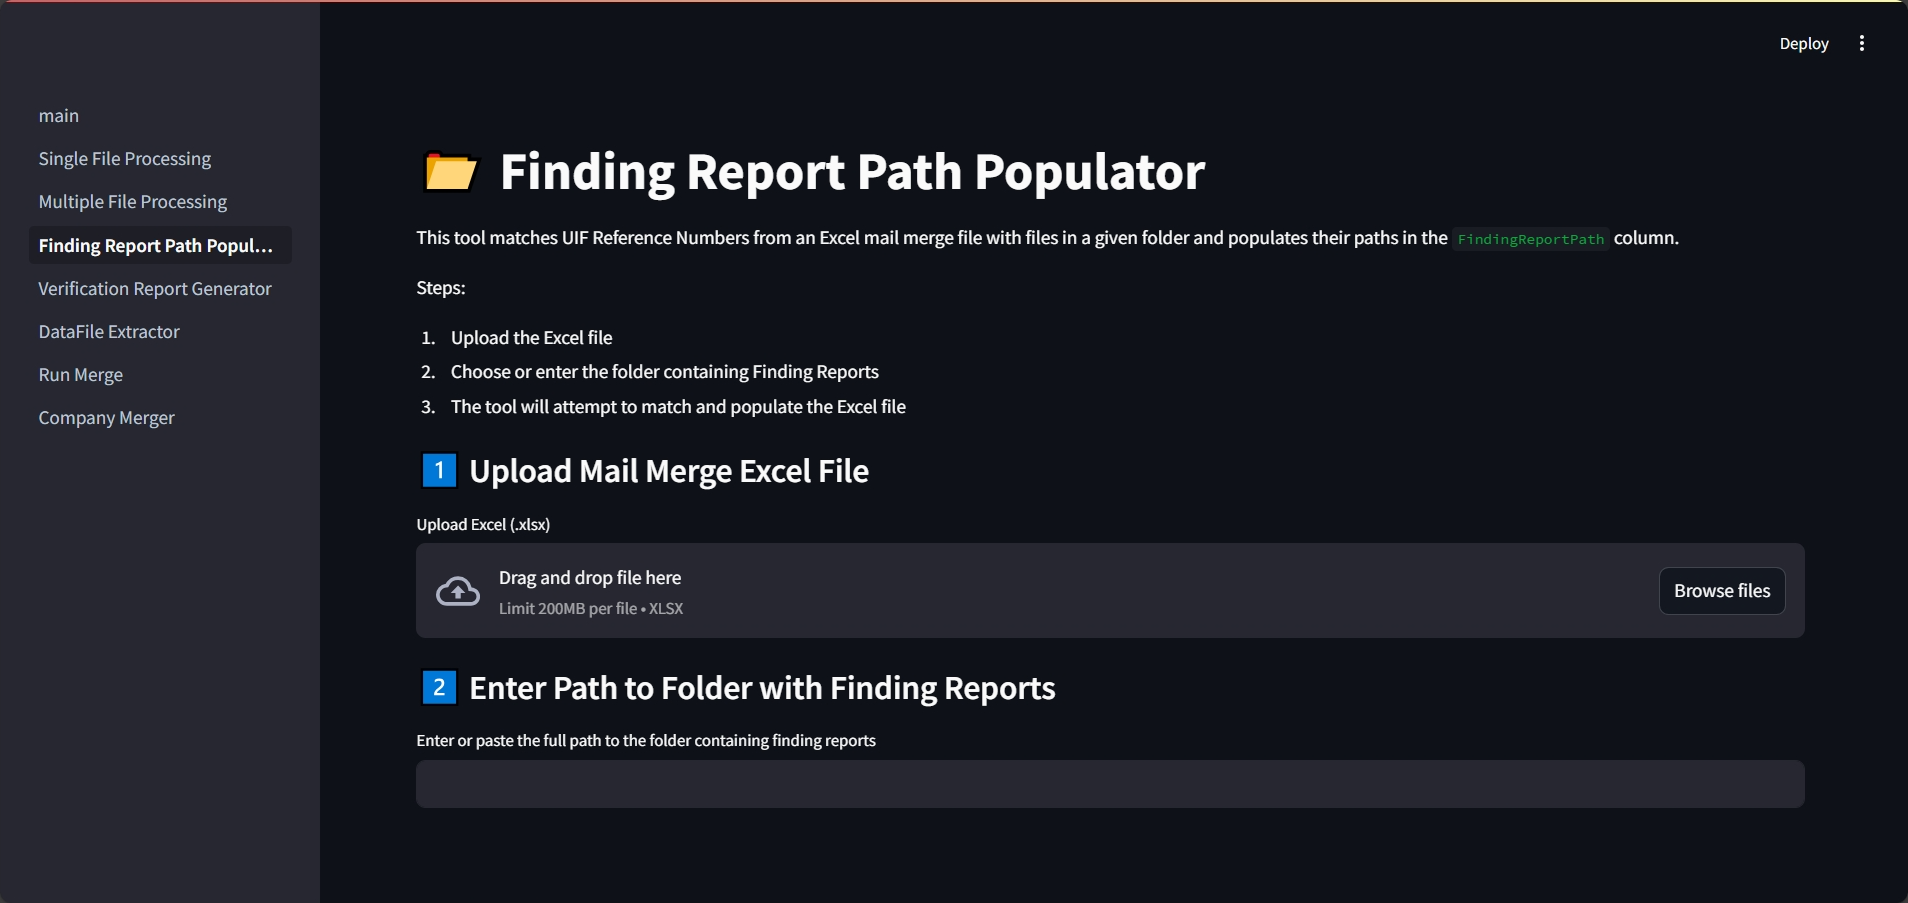 Deploy
main
Single File Processing
Multiple File Processing
Finding Report Path Popul...
Verification Report Generator
DataFile Extractor
Run Merge
Company Merger
Finding Report Path Populator
This tool matches UIF Reference Numbers from an Excel mail merge file with files in a given folder and populates their paths in the FindingReportPath column.
Steps:
1. Upload the Excel file
2. Choose or enter the folder containing Finding Reports
3. The tool will attempt to match and populate the Excel file
1 Upload Mail Merge Excel File
Upload Excel (.xlsx)
Drag and drop file here
Limit 200MB per file • XLSX
Browse files
2 Enter Path to Folder with Finding Reports
Enter or paste the full path to the folder containing finding reports